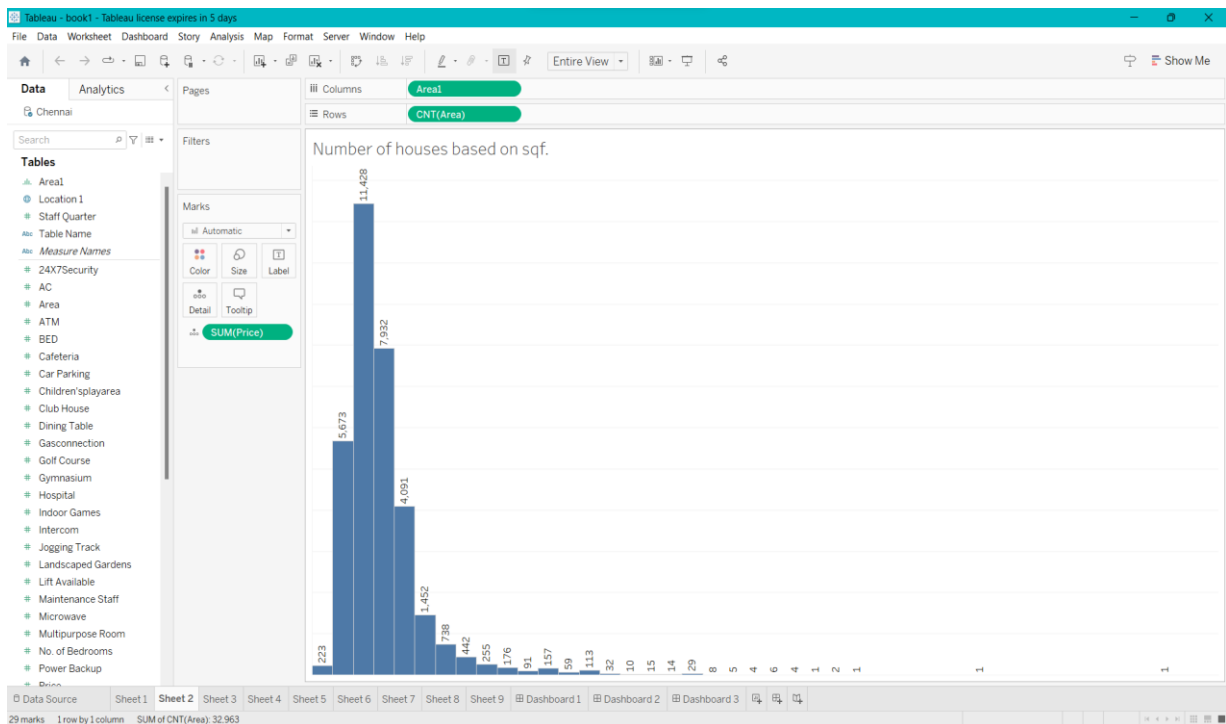 Tableau - book1 - Tableau license expires in 5 days
File Data Worksheet Dashboard Story Analysis Map Format Server Window Help
Entire View
Show Me
Data Analytics
Chennai
Search
Tables
Area1
Location 1
Staff Quarter
Abc Table Name
Abc Measure Names
# 24X7Security
# AC
# Area
# ATM
# BED
# Cafeteria
# Car Parking
# Children'splayarea
# Club House
# Dining Table
# Gasconnection
# Golf Course
# Gymnasium
# Hospital
# Indoor Games
# Intercom
# Jogging Track
# Landscaped Gardens
# Lift Available
# Maintenance Staff
# Microwave
# Multipurpose Room
# No. of Bedrooms
# Power Backup
# Price
Pages
Filters
Marks
Automatic
Color Size Label
Detail Tooltip
SUM(Price)
Columns Area1
Rows CNT(Area)
Number of houses based on sqf.
223
5,673
11,428
7,932
4,091
1,452
738
442
255
176
91
157
59
113
32
10
15
14
29
8
5
4
6
4
1
2
1
1
1
Data Source Sheet 1 Sheet 2 Sheet 3 Sheet 4 Sheet 5 Sheet 6 Sheet 7 Sheet 8 Sheet 9 Dashboard 1 Dashboard 2 Dashboard 3
29 marks 1 row by 1 column SUM of CNT(Area): 32,963